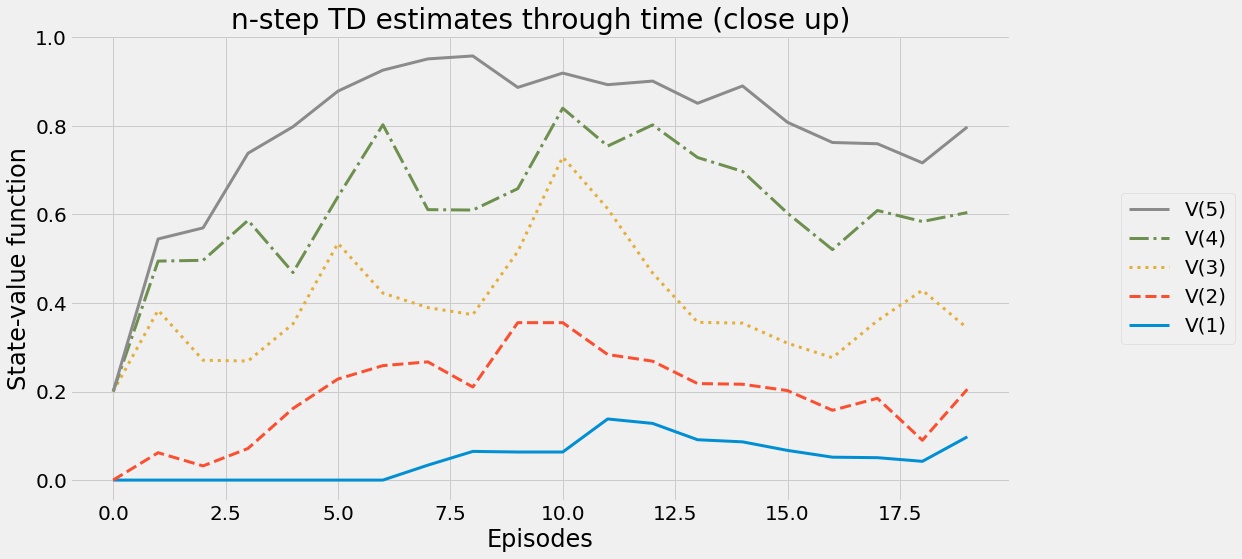 n-step TD estimates through time (close up)
State-value function
1.0
0.8
0.6
0.4
0.2
0.0
0.0 2.5 5.0 7.5 10.0 12.5 15.0 17.5
Episodes
V(5)
V(4)
V(3)
V(2)
V(1)